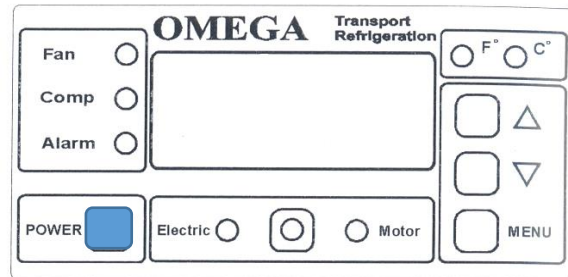 OMEGA
Transport
Refrigeration
Fan
Comp
Alarm
F°
C°
POWER
Electric
Motor
MENU